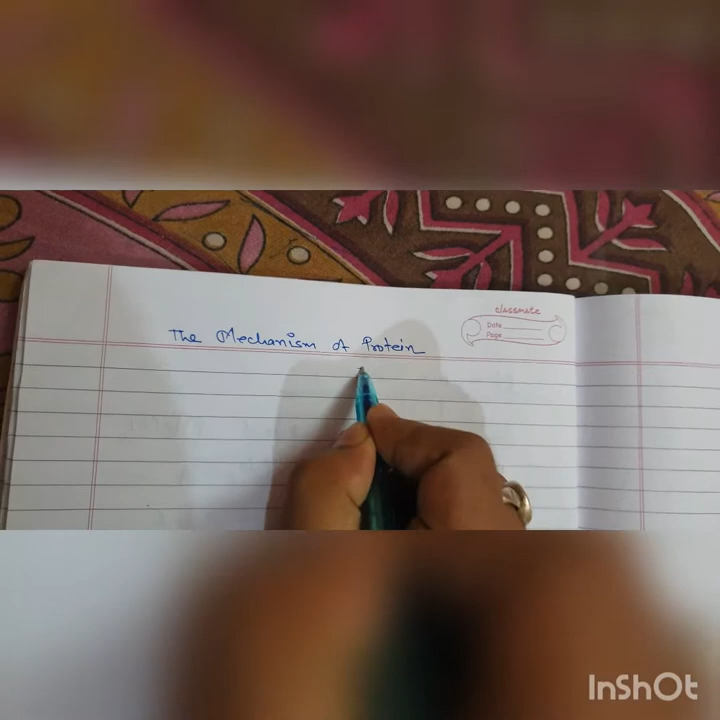 classmate
Date
Page
The Mechanism of Protein
InShOt